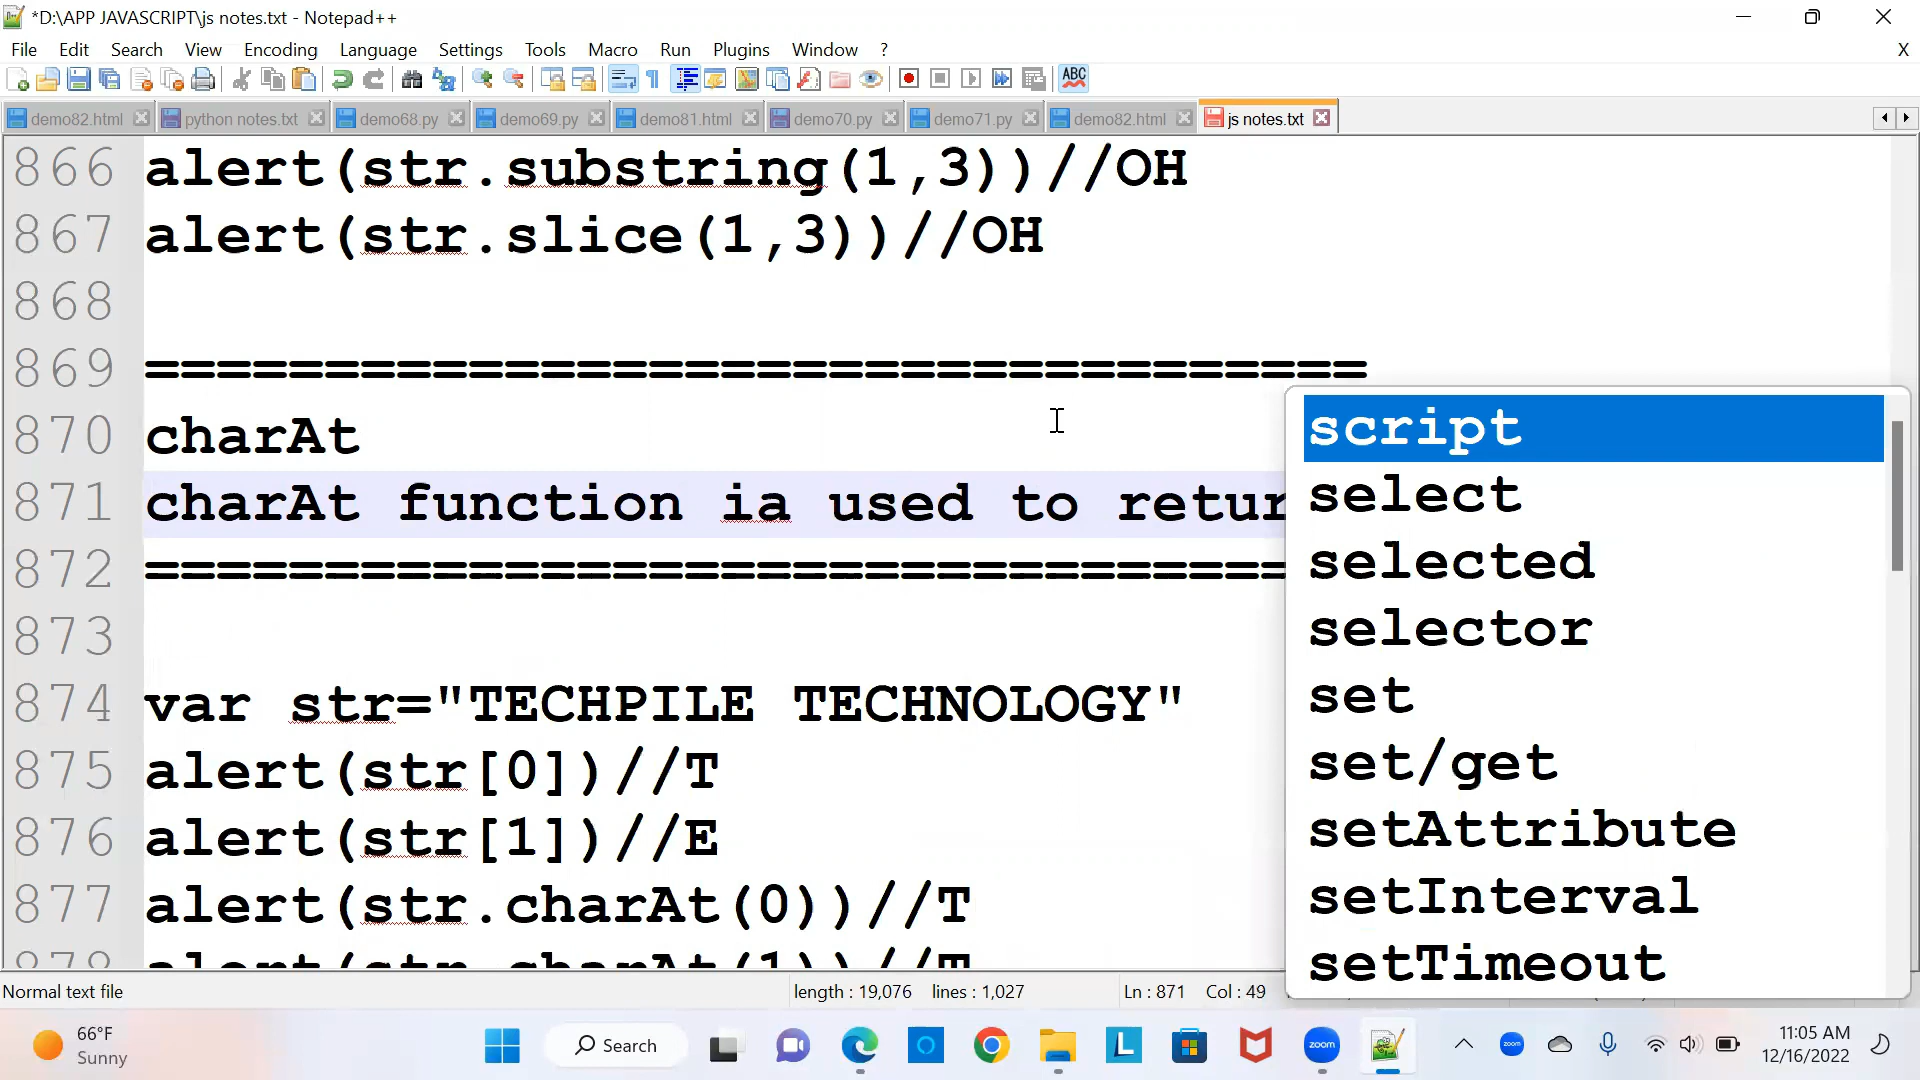 *D:\APP JAVASCRIPT\js notes.txt - Notepad++
File Edit Search View Encoding Language Settings Tools Macro Run Plugins Window ? X
ABC
demo82.html python notes.txt demo68.py demo69.py demo81.html demo70.py demo71.py demo82.html js notes.txt
866 alert(str.substring(1,3))//OH
867 alert(str.slice(1,3))//OH
868
869 ==================================
870 charAt
871 charAt function ia used to retur
872 ================================
873
874 var str="TECHPILE TECHNOLOGY"
875 alert(str[0])//T
876 alert(str[1])//E
877 alert(str.charAt(0))//T
script
select
selected
selector
set
set/get
setAttribute
setInterval
setTimeout
Normal text file length : 19,076 lines : 1,027 Ln : 871 Col : 49
66°F
Sunny
Search
zoom
zoom
11:05 AM
12/16/2022